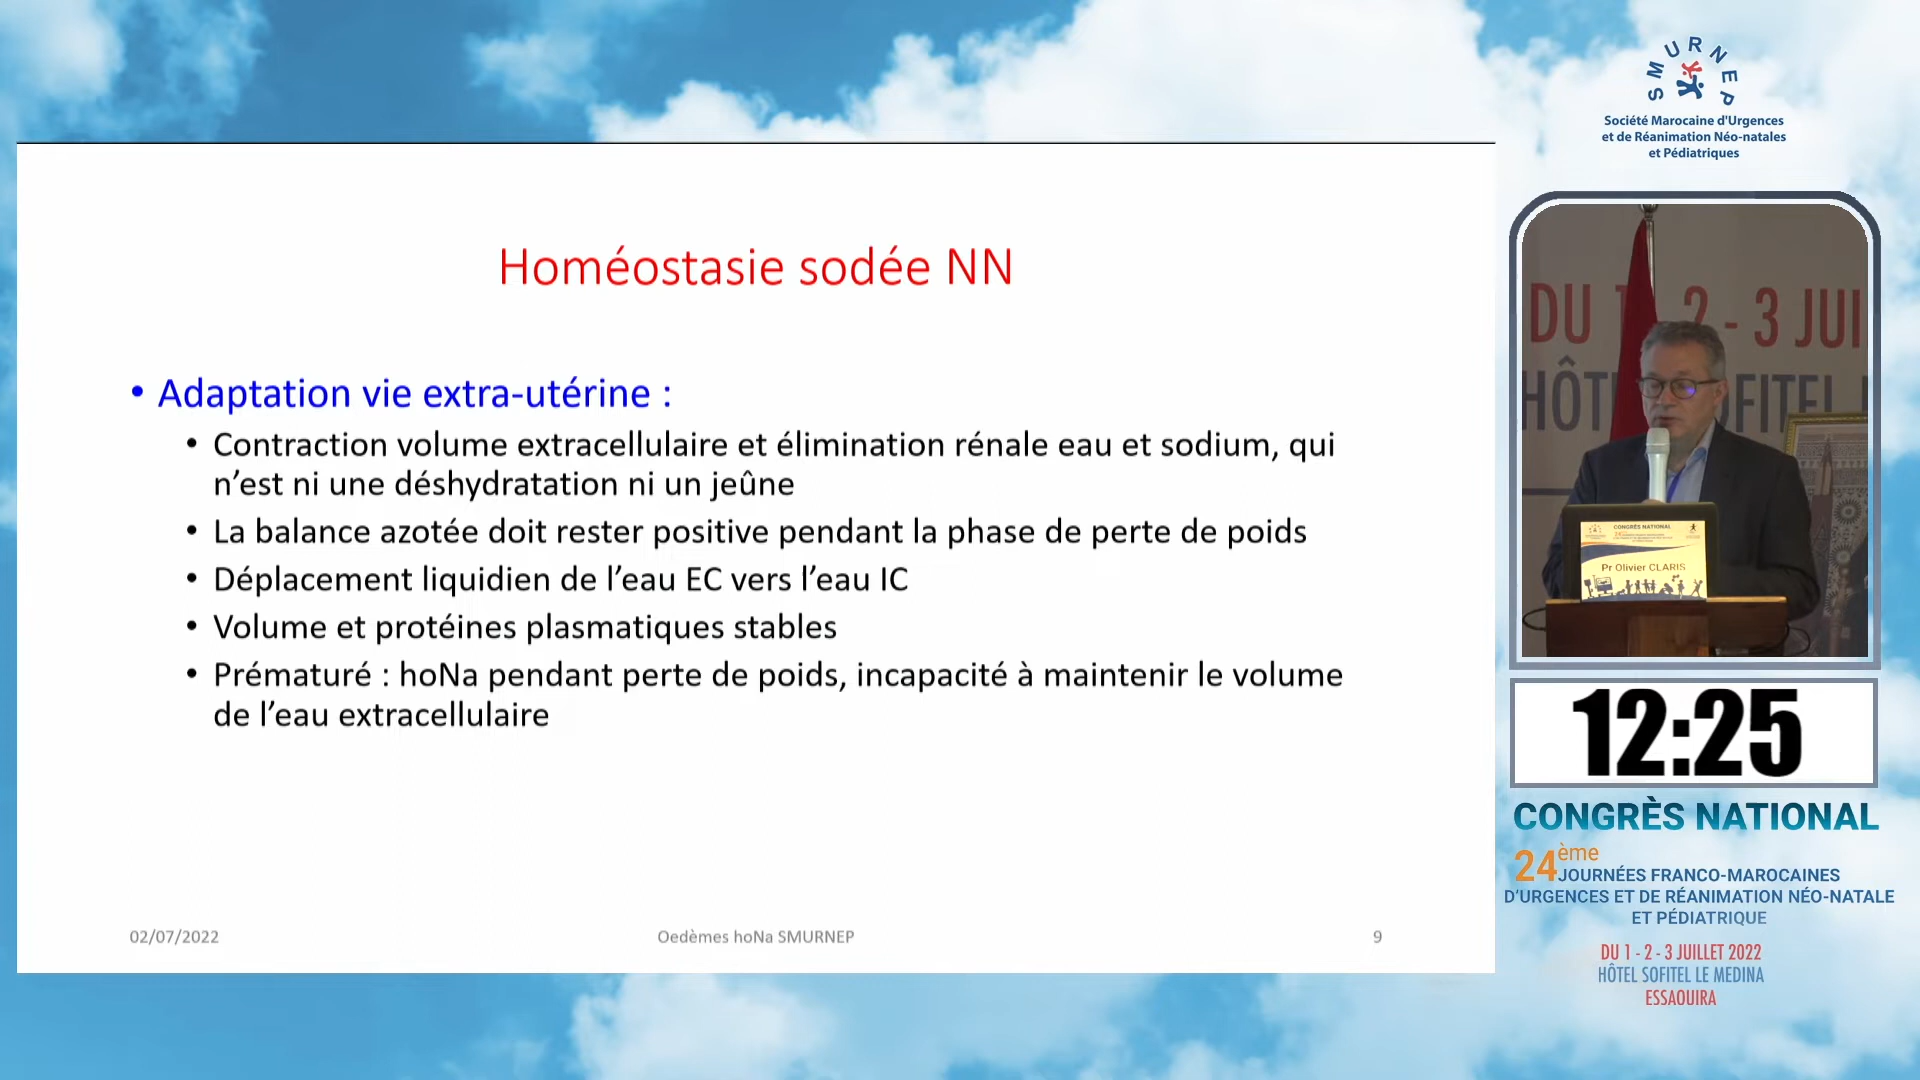 Homéostasie sodée NN
• Adaptation vie extra-utérine :
• Contraction volume extracellulaire et élimination rénale eau et sodium, qui
n’est ni une déshydratation ni un jeûne
• La balance azotée doit rester positive pendant la phase de perte de poids
• Déplacement liquidien de l’eau EC vers l’eau IC
• Volume et protéines plasmatiques stables
• Prématuré : hoNa pendant perte de poids, incapacité à maintenir le volume
de l’eau extracellulaire
02/07/2022
Oedèmes hoNa SMURNEP
9
SMURNEP
Société Marocaine d'Urgences
et de Réanimation Néo-natales
et Pédiatriques
DU 1 - 2 - 3 JUI
HÔT OFITEL
CONGRÈS NATIONAL
Pr Olivier CLARIS
12:25
CONGRÈS NATIONAL
24ème
JOURNÉES FRANCO-MAROCAINES
D’URGENCES ET DE RÉANIMATION NÉO-NATALE
ET PÉDIATRIQUE
DU 1 - 2 - 3 JUILLET 2022
HÔTEL SOFITEL LE MEDINA
ESSAOUIRA